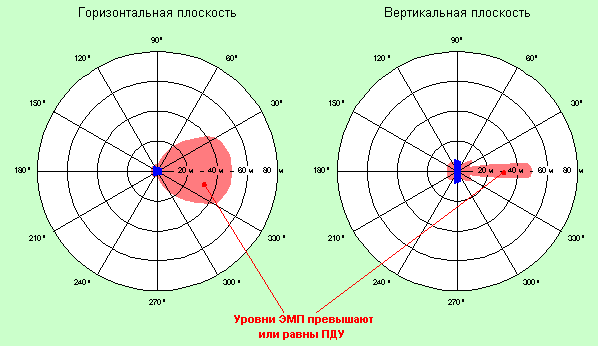 Горизонтальная плоскость
90°
120°
60°
150°
30°
180°
20 м
40 м
60 м
80 м
210°
330°
240°
300°
270°
Вертикальная плоскость
90°
120°
60°
150°
30°
180°
20 м
40 м
60 м
80 м
210°
330°
240°
300°
270°
Уровни ЭМП превышают
или равны ПДУ